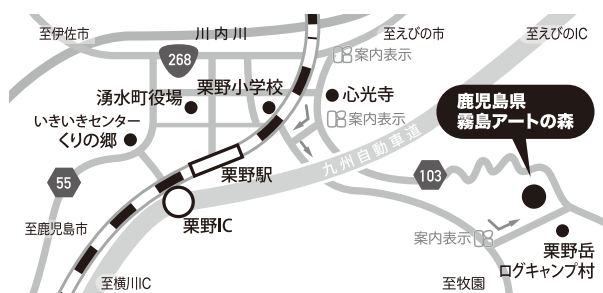 至伊佐市
川内川
至えびの市
至えびのIC
268
案内表示
栗野小学校
湧水町役場
心光寺
鹿児島県
霧島アートの森
いきいきセンター
くりの郷
案内表示
九州自動車道
55
栗野駅
103
栗野IC
至鹿児島市
案内表示
栗野岳
ログキャンプ村
至横川IC
至牧園